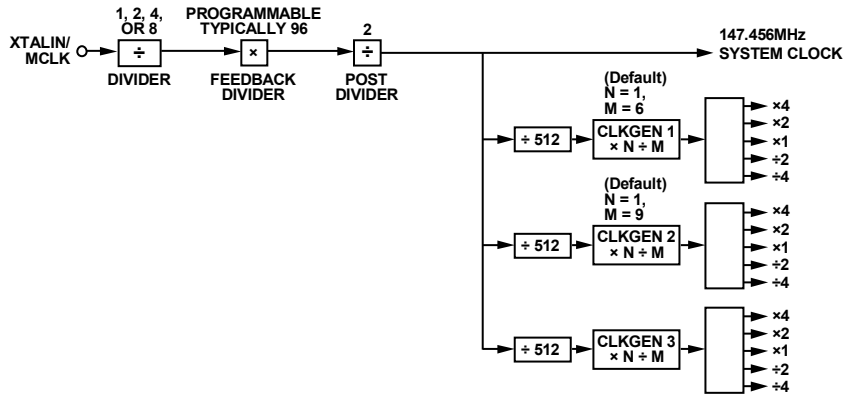 1, 2, 4,
OR 8
PROGRAMMABLE
TYPICALLY 96
2
XTALIN/
MCLK
÷
×
÷
DIVIDER
FEEDBACK
DIVIDER
POST
DIVIDER
147.456MHz
SYSTEM CLOCK
(Default)
N = 1,
M = 6
÷ 512
CLKGEN 1
× N ÷ M
×4
×2
×1
÷2
÷4
(Default)
N = 1,
M = 9
÷ 512
CLKGEN 2
× N ÷ M
×4
×2
×1
÷2
÷4
÷ 512
CLKGEN 3
× N ÷ M
×4
×2
×1
÷2
÷4